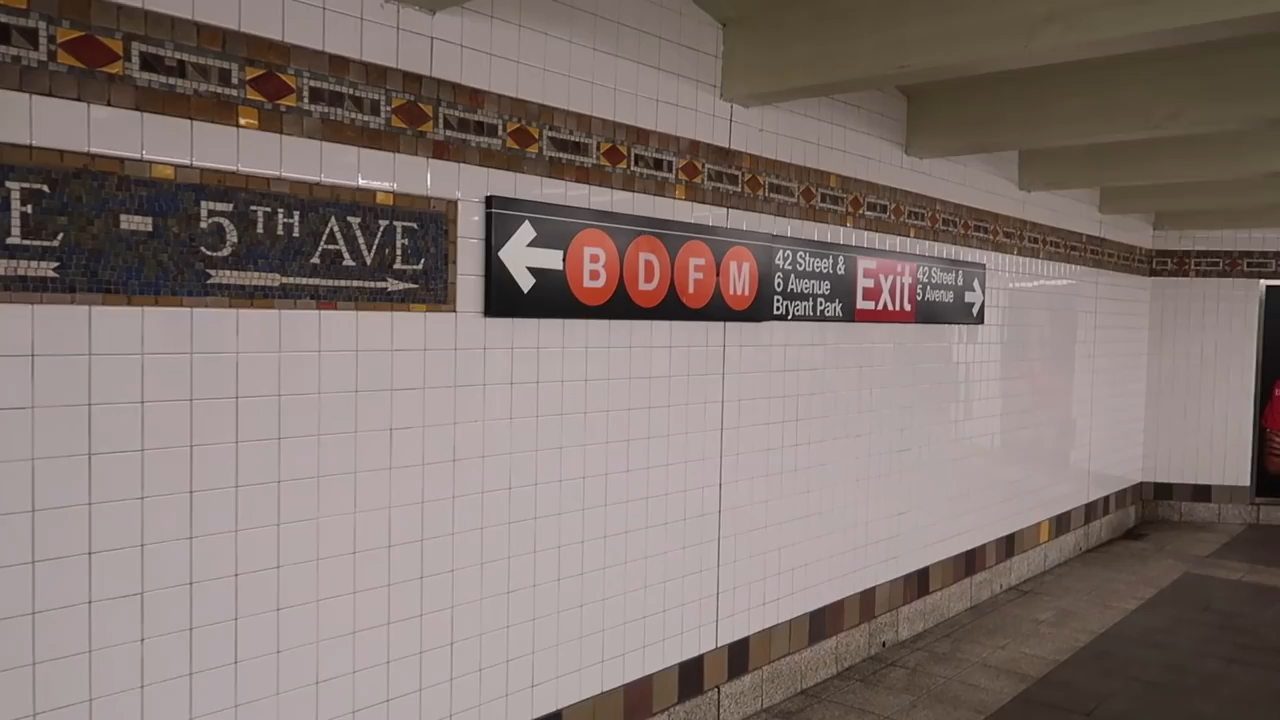 E - 5TH AVE
B D F M
42 Street &
6 Avenue
Bryant Park
Exit
42 Street &
5 Avenue